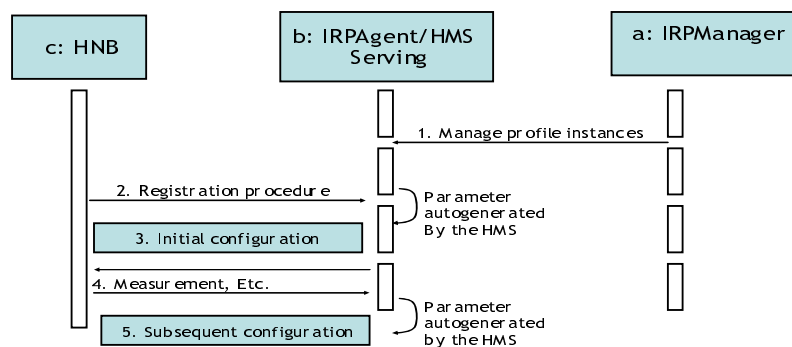 c: HNB
b: IRPAgent/HMS
Serving
a: IRPManager
1. Manage profile instances
2. Registration procedure
Parameter
autogenerated
By the HMS
3. Initial configuration
4. Measurement, Etc.
Parameter
autogenerated
by the HMS
5. Subsequent configuration